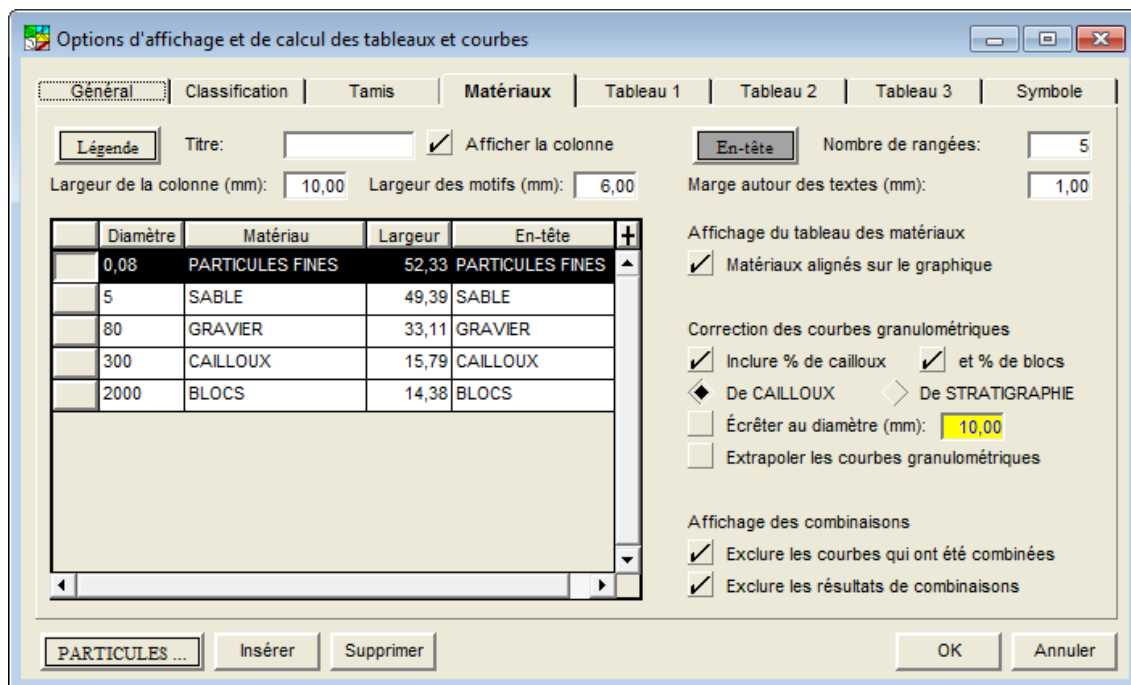 Options d'affichage et de calcul des tableaux et courbes
Général Classification Tamis Matériaux Tableau 1 Tableau 2 Tableau 3 Symbole
Légende Titre: Afficher la colonne En-tête Nombre de rangées: 5
Largeur de la colonne (mm): 10,00 Largeur des motifs (mm): 6,00 Marge autour des textes (mm): 1,00
Diamètre Matériau Largeur En-tête +
0,08 PARTICULES FINES 52,33 PARTICULES FINES
5 SABLE 49,39 SABLE
80 GRAVIER 33,11 GRAVIER
300 CAILLOUX 15,79 CAILLOUX
2000 BLOCS 14,38 BLOCS
Affichage du tableau des matériaux
Matériaux alignés sur le graphique
Correction des courbes granulométriques
Inclure % de cailloux et % de blocs
De CAILLOUX De STRATIGRAPHIE
Écrêter au diamètre (mm): 10,00
Extrapoler les courbes granulométriques
Affichage des combinaisons
Exclure les courbes qui ont été combinées
Exclure les résultats de combinaisons
PARTICULES ... Insérer Supprimer OK Annuler